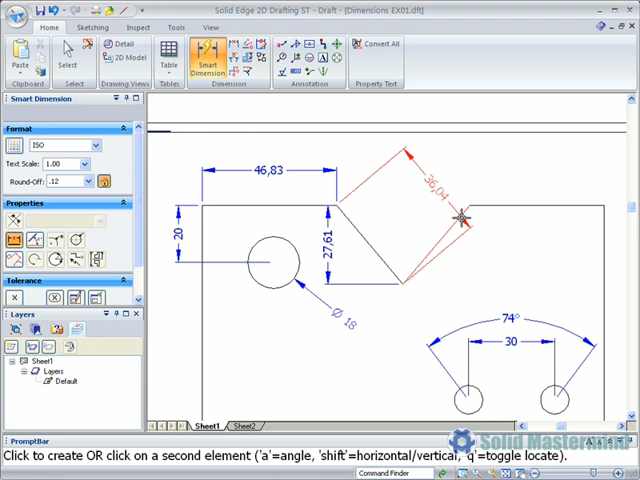 Solid Edge 2D Drafting ST - Draft - [Dimensions EX01.dft]
Home Sketching Inspect Tools View
Paste
Select
Detail
2D Model
Table
Smart
Dimension
Convert All
Clipboard Select Drawing Views Tables Dimension Annotation Property Text
Smart Dimension
Format
ISO
Text Scale: 1.00
Round-Off: .12
Properties
Tolerance
x
Layers
Sheet1
Layers
Default
46,83
36,04
20
27,61
Ø 18
74°
30
Sheet1 Sheet2
Solid Mastermind
PromptBar
Click to create OR click on a second element ('a'=angle, 'shift'=horizontal/vertical, 'q'=toggle locate).
Command Finder